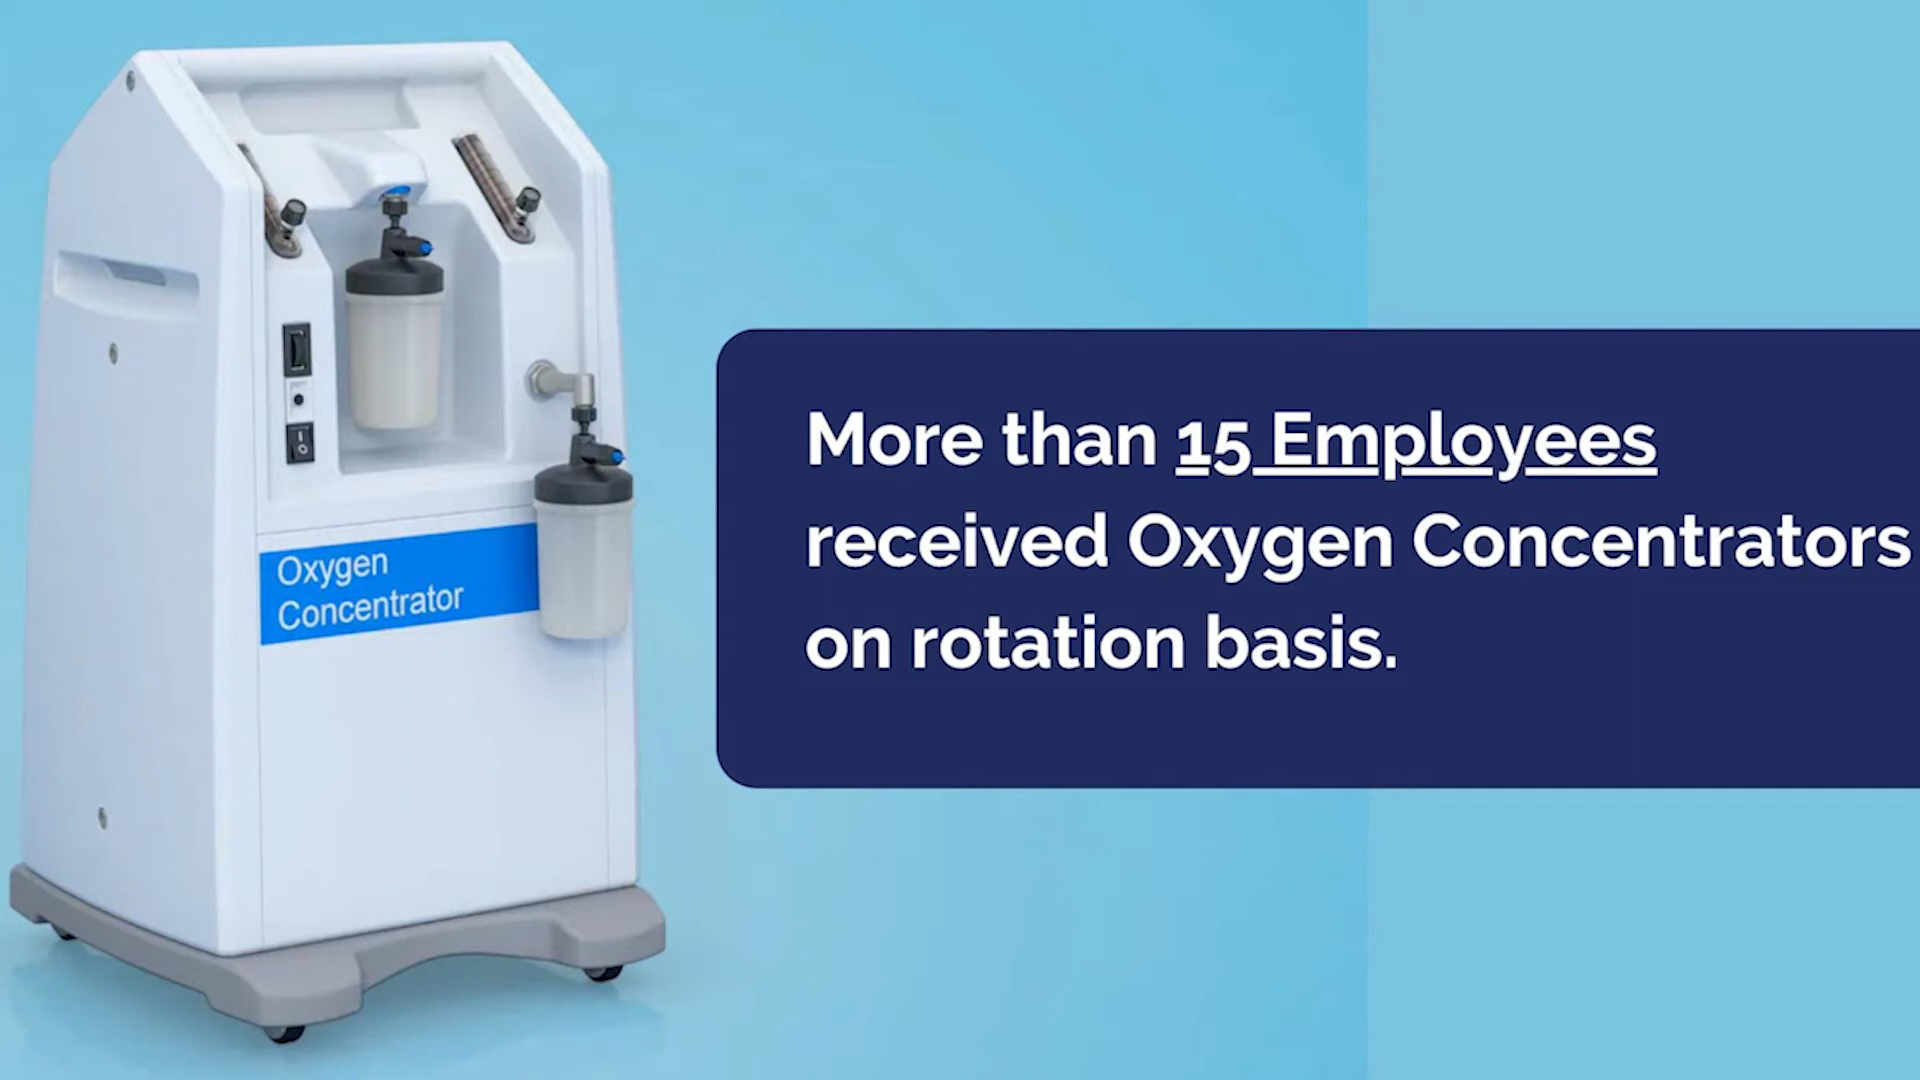 Oxygen
Concentrator
More than 15 Employees
received Oxygen Concentrators
on rotation basis.